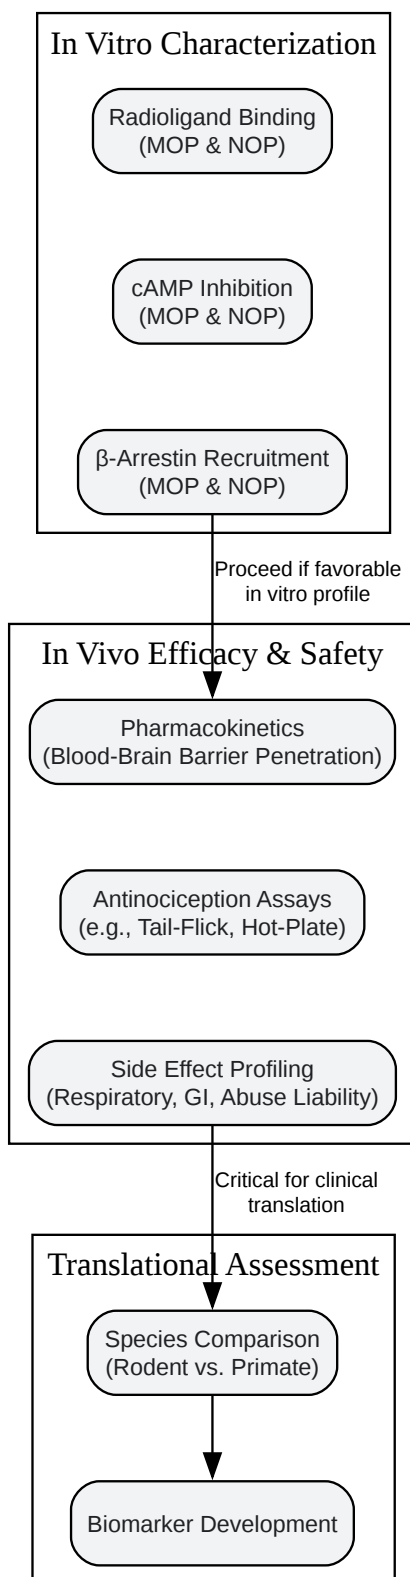 In Vitro Characterization
Radioligand Binding
(MOP & NOP)
cAMP Inhibition
(MOP & NOP)
β-Arrestin Recruitment
(MOP & NOP)
Proceed if favorable
in vitro profile
In Vivo Efficacy & Safety
Pharmacokinetics
(Blood-Brain Barrier Penetration)
Antinociception Assays
(e.g., Tail-Flick, Hot-Plate)
Side Effect Profiling
(Respiratory, GI, Abuse Liability)
Critical for clinical
translation
Translational Assessment
Species Comparison
(Rodent vs. Primate)
Biomarker Development